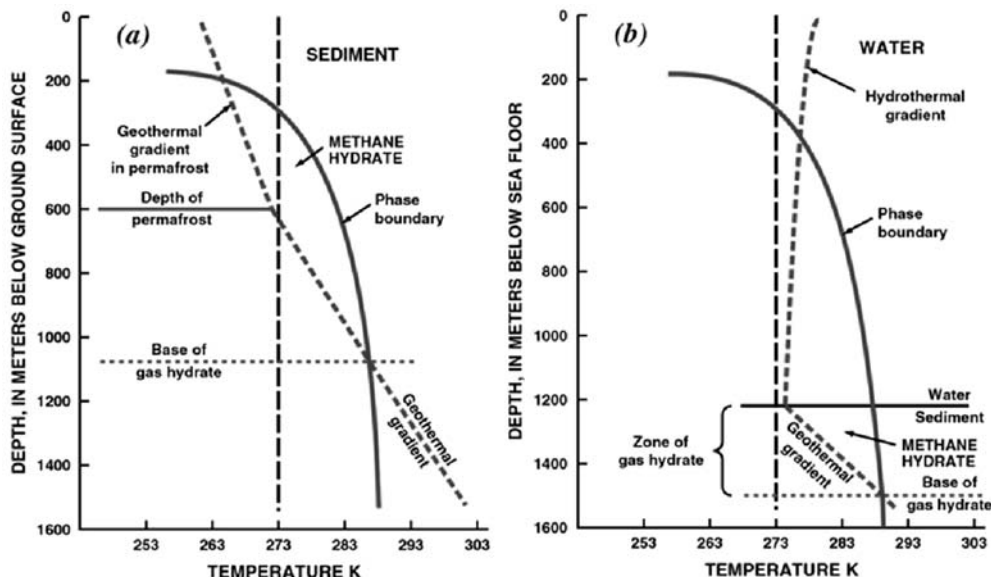 (a)
SEDIMENT
Geothermal
gradient
in permafrost
METHANE
HYDRATE
Depth of
permafrost
Phase
boundary
Base of
gas hydrate
Geothermal
gradient
DEPTH, IN METERS BELOW GROUND SURFACE
0
200
400
600
800
1000
1200
1400
1600
253
263
273
283
293
303
TEMPERATURE K
(b)
WATER
Hydrothermal
gradient
Phase
boundary
Water
Sediment
Zone of
gas hydrate
Geothermal
gradient
METHANE
HYDRATE
Base of
gas hydrate
DEPTH, IN METERS BELOW SEA FLOOR
0
200
400
600
800
1000
1200
1400
1600
253
263
273
283
293
303
TEMPERATURE K